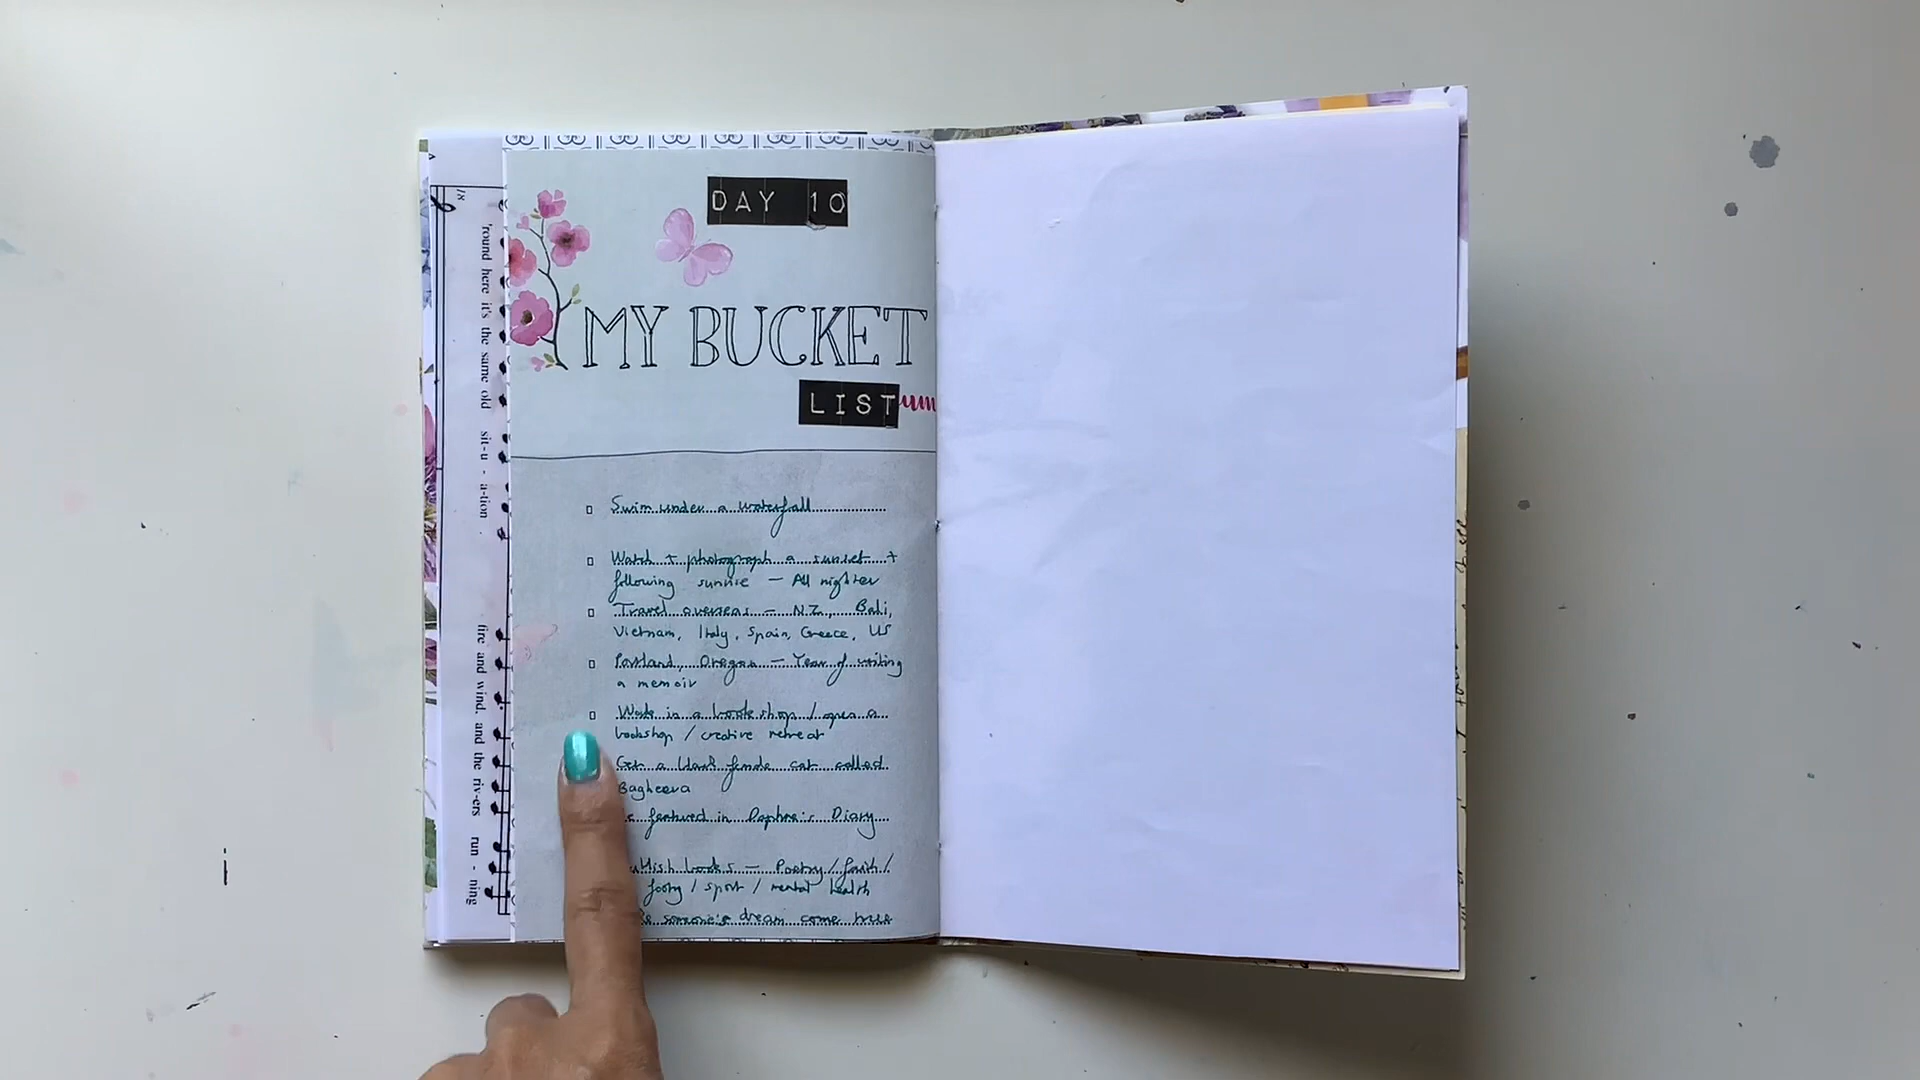 DAY 10
MY BUCKET
LIST
um
Swim under a waterfall
Watch + photograph a sunset +
following sunrise - All nighter
Travel overseas - N.Z, Bali,
Vietnam, Italy, Spain, Greece, US
Portland, Oregon - Year of writing
a memoir
Work in a bookshop / open a
bookshop / creative retreat
Get a black female cat called
Bagheera
featured in Daphne's Diary
books - Poetry / faith /
footy / sport / mental health
someone's dream come true
'round here it's the same old sit-u - a-tion
fire and wind, and the riv-ers run - ning